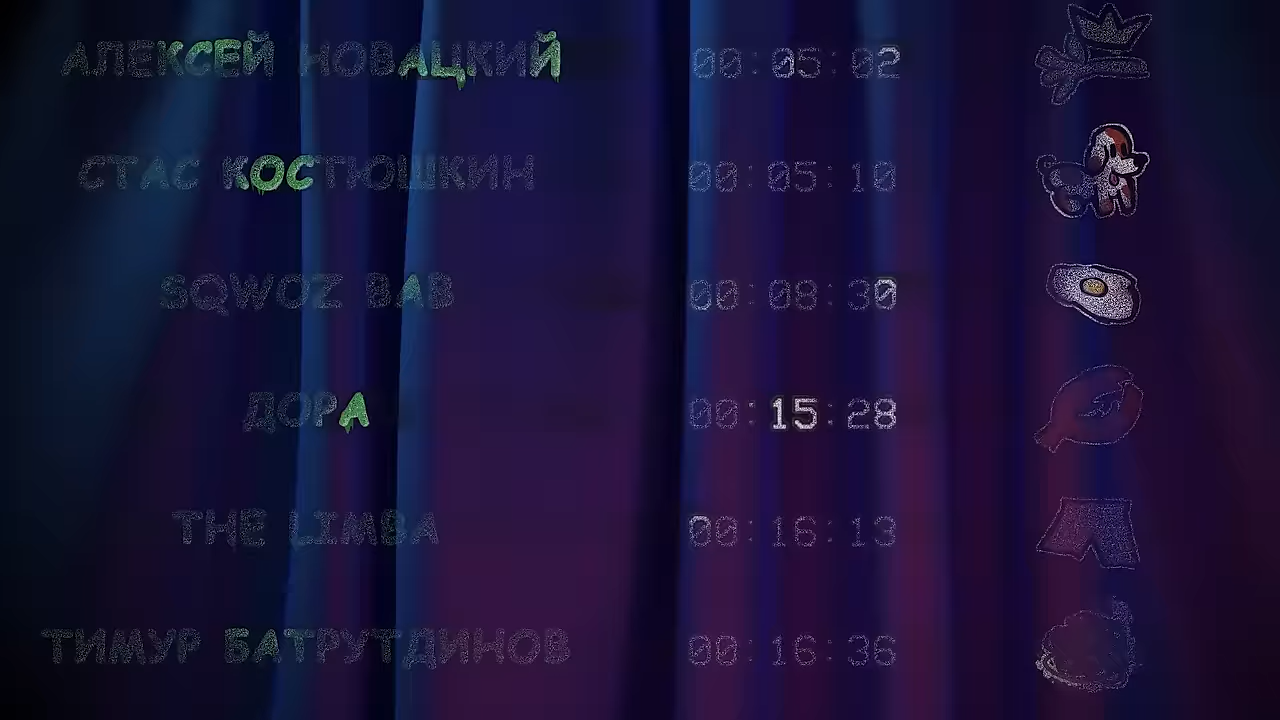 АЛЕКСЕЙ НОВАЦКИЙ 00:05:02
СТАС КОСТЮШКИН 00:05:10
SQWOZ BAB 00:08:30
ДОРА 00:15:28
THE LIMBA 00:16:13
ТИМУР БАТРУТДИНОВ 00:16:36